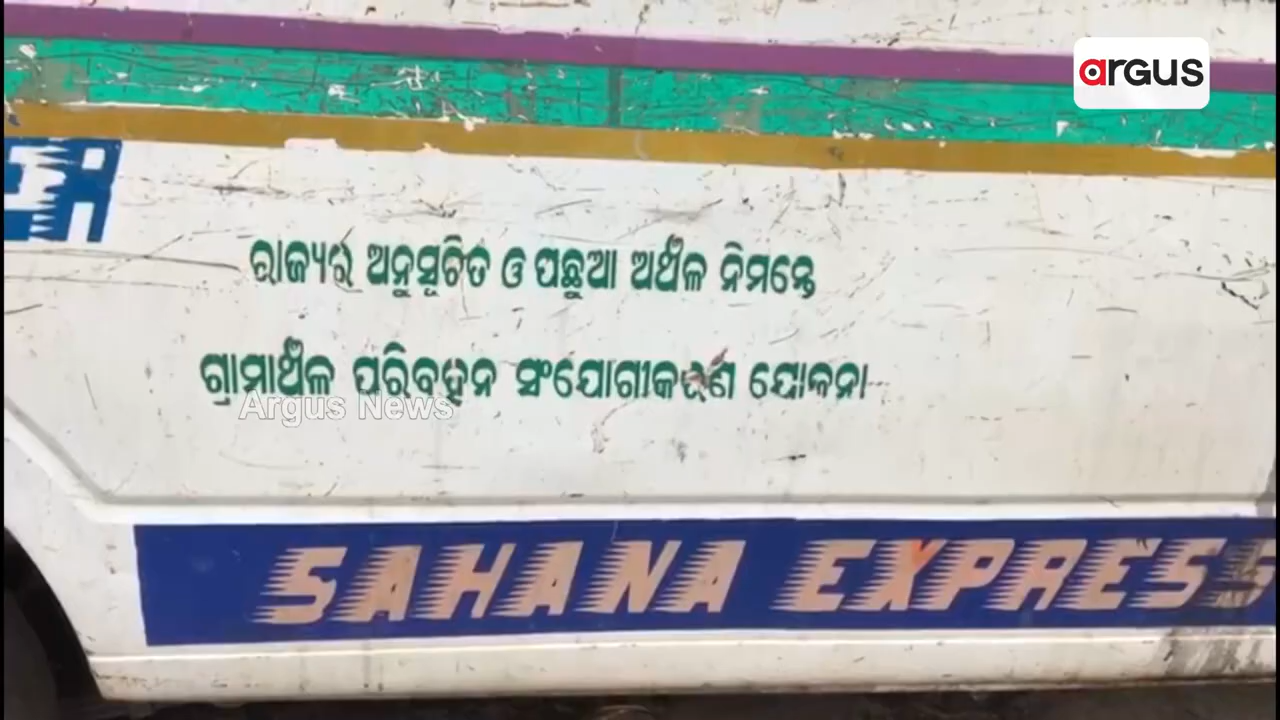 argus
ରାଜ୍ୟର ଅନୁସୂଚିତ ଓ ପଛୁଆ ଅଞ୍ଚଳ ନିମନ୍ତେ
ଗ୍ରାମାଞ୍ଚଳ ପରିବହନ ସଂଯୋଗୀକରଣ ଯୋଜନା
Argus News
SAHANA EXPRESS